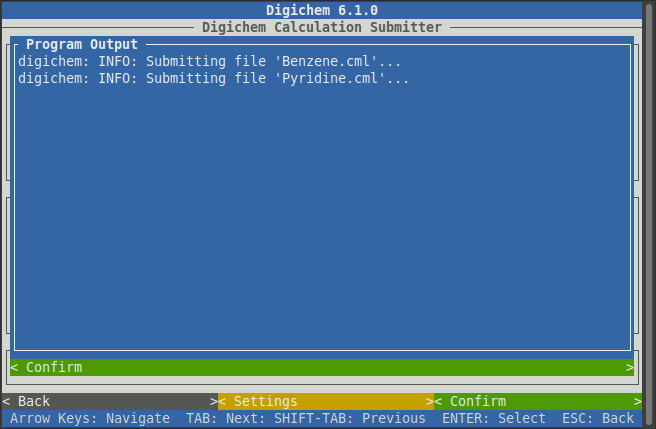 Digichem 6.1.0
Digichem Calculation Submitter
Program Output
digichem: INFO: Submitting file 'Benzene.cml'...
digichem: INFO: Submitting file 'Pyridine.cml'...
< Confirm >
< Back >< Settings >< Confirm >
Arrow Keys: Navigate TAB: Next: SHIFT-TAB: Previous ENTER: Select ESC: Back